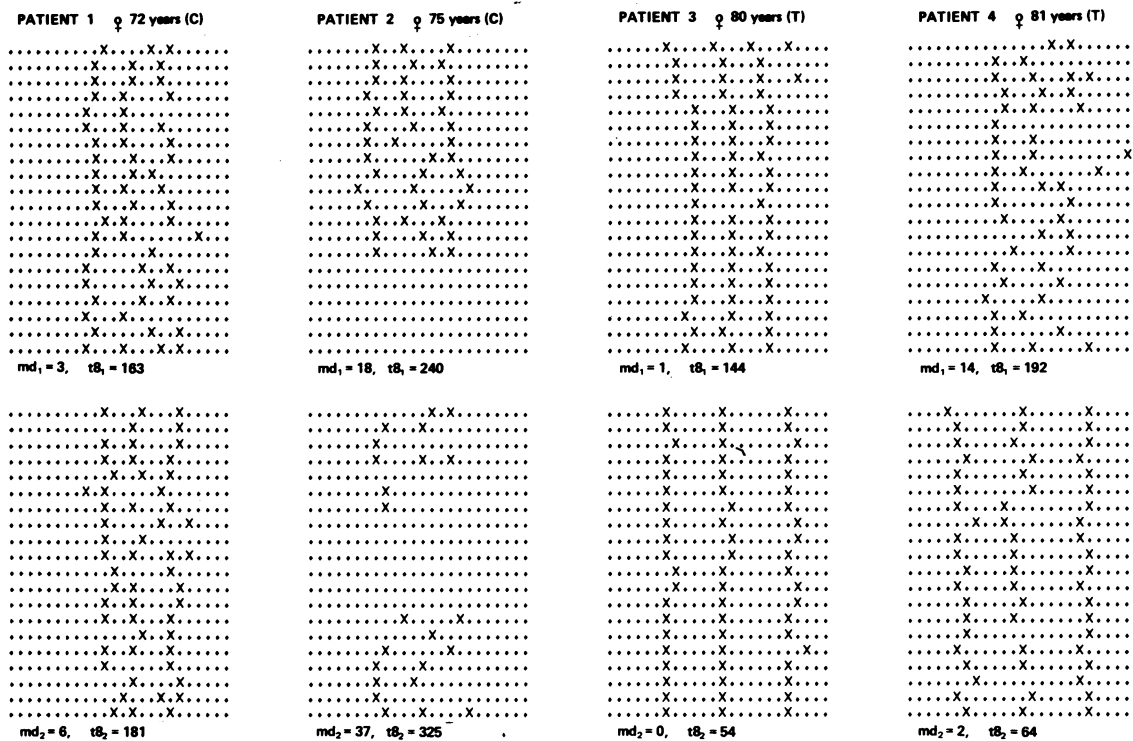 PATIENT 1 ♀ 72 years (C)
PATIENT 2 ♀ 75 years (C)
PATIENT 3 ♀ 80 years (T)
PATIENT 4 ♀ 81 years (T)
md₁ = 3, t8₁ = 163
md₁ = 18, t8₁ = 240
md₁ = 1, t8₁ = 144
md₁ = 14, t8₁ = 192
md₂ = 6, t8₂ = 181
md₂ = 37, t8₂ = 325
md₂ = 0, t8₂ = 54
md₂ = 2, t8₂ = 64